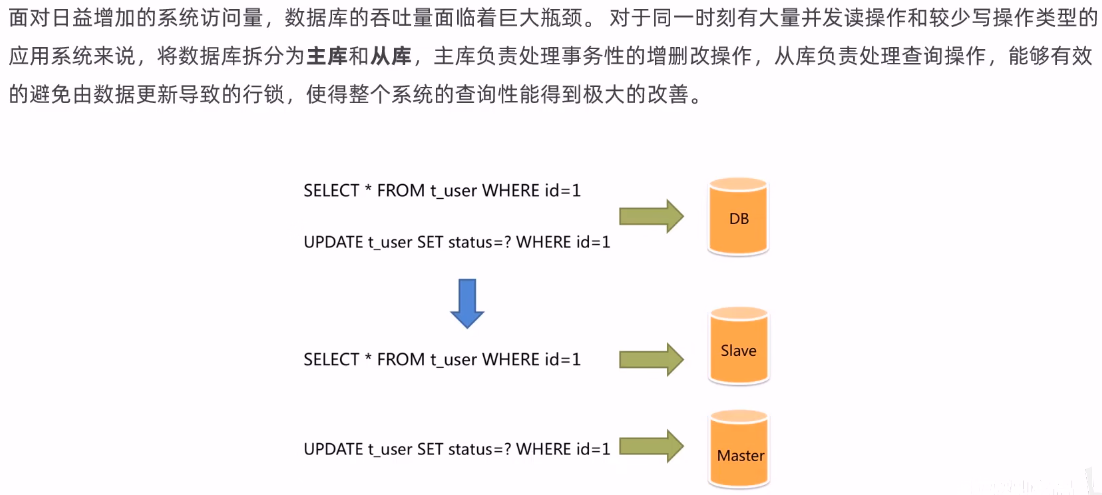 面对日益增加的系统访问量，数据库的吞吐量面临着巨大瓶颈。 对于同一时刻有大量并发读操作和较少写操作类型的
应用系统来说，将数据库拆分为主库和从库，主库负责处理事务性的增删改操作，从库负责处理查询操作，能够有效
的避免由数据更新导致的行锁，使得整个系统的查询性能得到极大的改善。
SELECT * FROM t_user WHERE id=1
UPDATE t_user SET status=? WHERE id=1
DB
SELECT * FROM t_user WHERE id=1
Slave
UPDATE t_user SET status=? WHERE id=1
Master